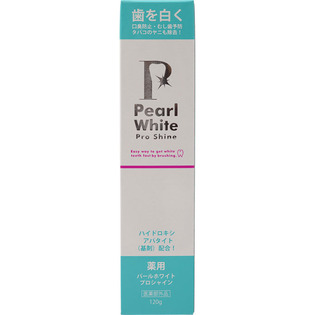 歯を白く
口臭防止・むし歯予防
タバコのヤニも除去！
P
Pearl
White
Pro Shine
Easy way to get white
teeth feel by brushing
ハイドロキシ
アパタイト
（基剤）配合！
薬用
パールホワイト
プロシャイン
医薬部外品
120g